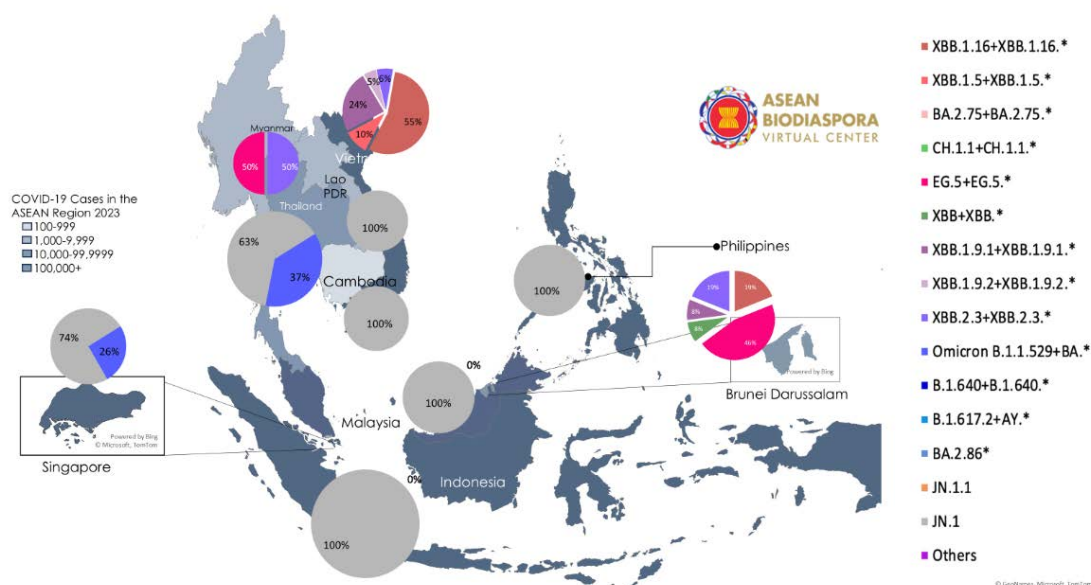 55%
6%
5%
24%
10%
Vietn
Myanmar
50%
50%
Lao
PDR
Thailand
COVID-19 Cases in the
ASEAN Region 2023
100-999
1,000-9,999
10,000-99,9999
100,000+
63%
37%
100%
Cambodia
100%
Philippines
100%
74%
26%
Powered by Bing
© Microsoft, TomTom
Singapore
Malaysia
100%
0%
19%
19%
8%
8%
46%
Powered by Bing
Brunei Darussalam
0%
Indonesia
100%
ASEAN
BIODIASPORA
VIRTUAL CENTER
XBB.1.16+XBB.1.16.*
XBB.1.5+XBB.1.5.*
BA.2.75+BA.2.75.*
CH.1.1+CH.1.1.*
EG.5+EG.5.*
XBB+XBB.*
XBB.1.9.1+XBB.1.9.1.*
XBB.1.9.2+XBB.1.9.2.*
XBB.2.3+XBB.2.3.*
Omicron B.1.1.529+BA.*
B.1.640+B.1.640.*
B.1.617.2+AY.*
BA.2.86*
JN.1.1
JN.1
Others
© GeoNames, Microsoft, TomTom